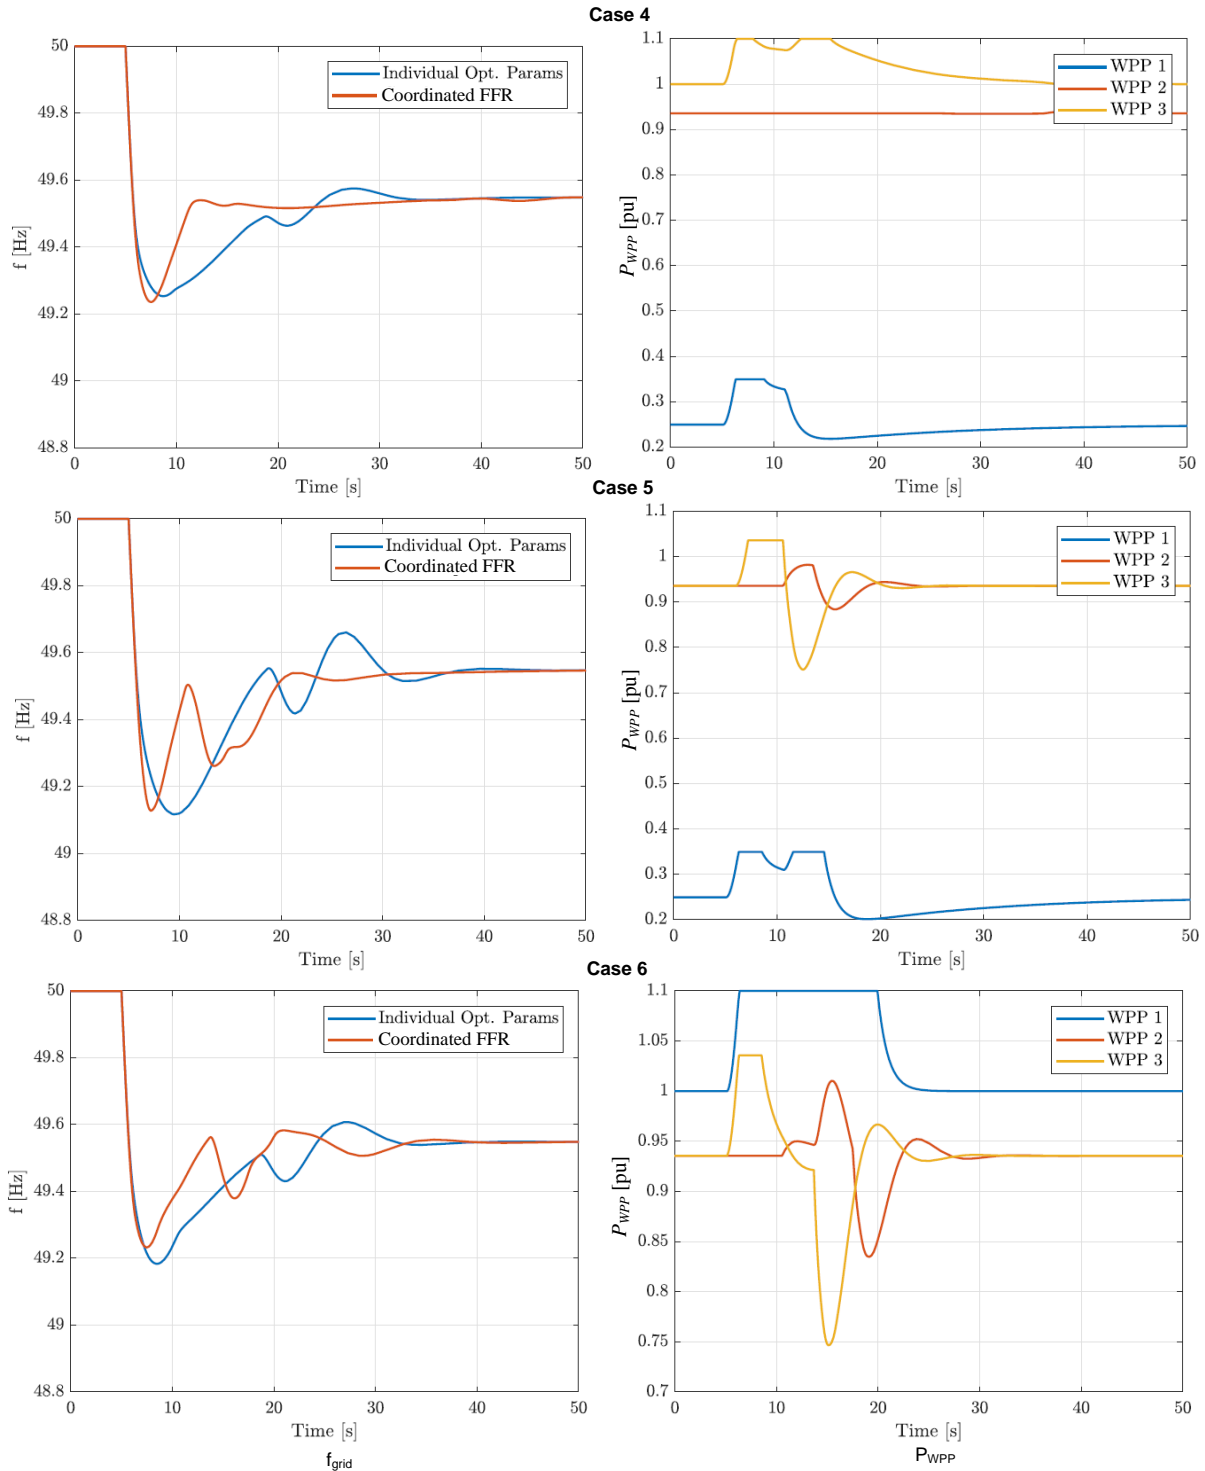 Case 4
50
49.8
49.6
49.4
49.2
49
48.8
f [Hz]
0 10 20 30 40 50
Time [s]
Individual Opt. Params
Coordinated FFR
1.1
1
0.9
0.8
0.7
0.6
0.5
0.4
0.3
0.2
P_WPP [pu]
0 10 20 30 40 50
Time [s]
WPP 1
WPP 2
WPP 3
Case 5
50
49.8
49.6
49.4
49.2
49
48.8
f [Hz]
0 10 20 30 40 50
Time [s]
Individual Opt. Params
Coordinated FFR
1.1
1
0.9
0.8
0.7
0.6
0.5
0.4
0.3
0.2
P_WPP [pu]
0 10 20 30 40 50
Time [s]
WPP 1
WPP 2
WPP 3
Case 6
50
49.8
49.6
49.4
49.2
49
48.8
f [Hz]
0 10 20 30 40 50
Time [s]
Individual Opt. Params
Coordinated FFR
f_grid
1.1
1.05
1
0.95
0.9
0.85
0.8
0.75
0.7
P_WPP [pu]
0 10 20 30 40 50
Time [s]
WPP 1
WPP 2
WPP 3
P_WPP